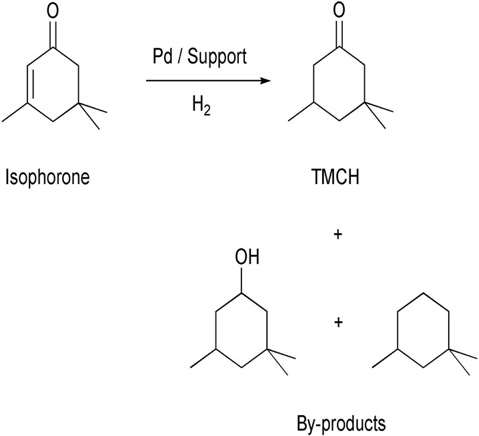 O
O
Pd / Support
H2
Isophorone
TMCH
+
OH
+
By-products